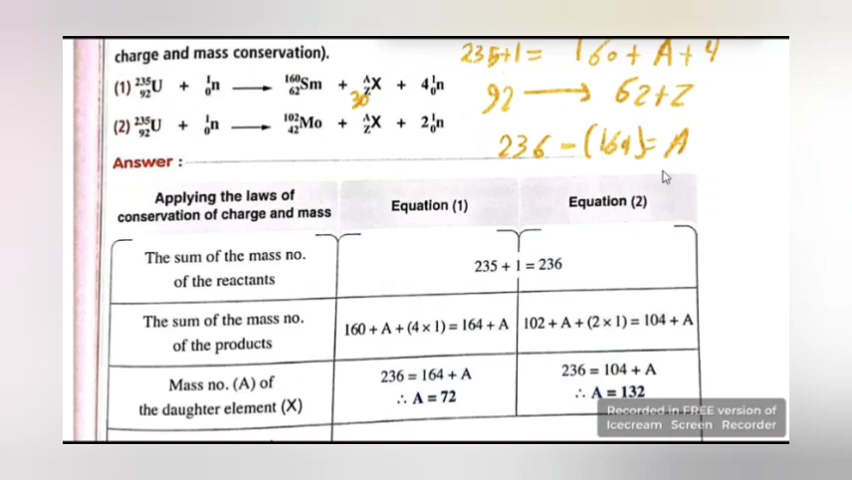 charge and mass conservation).
235+1 = 160 + A + 4
(1) ²³⁵₉₂U + ¹₀n ⟶ ¹⁶⁰₆₂Sm + ᴬ_ZX + 4¹₀n
30
92 ⟶ 62+Z
(2) ²³⁵₉₂U + ¹₀n ⟶ ¹⁰²₄₂Mo + ᴬ_ZX + 2¹₀n
236 - (164) = A
Answer :
Applying the laws of
conservation of charge and mass
Equation (1)
Equation (2)
The sum of the mass no.
of the reactants
235 + 1 = 236
The sum of the mass no.
of the products
160 + A + (4 × 1) = 164 + A
102 + A + (2 × 1) = 104 + A
Mass no. (A) of
the daughter element (X)
236 = 164 + A
∴ A = 72
236 = 104 + A
∴ A = 132
Recorded in FREE version of
Icecream Screen Recorder